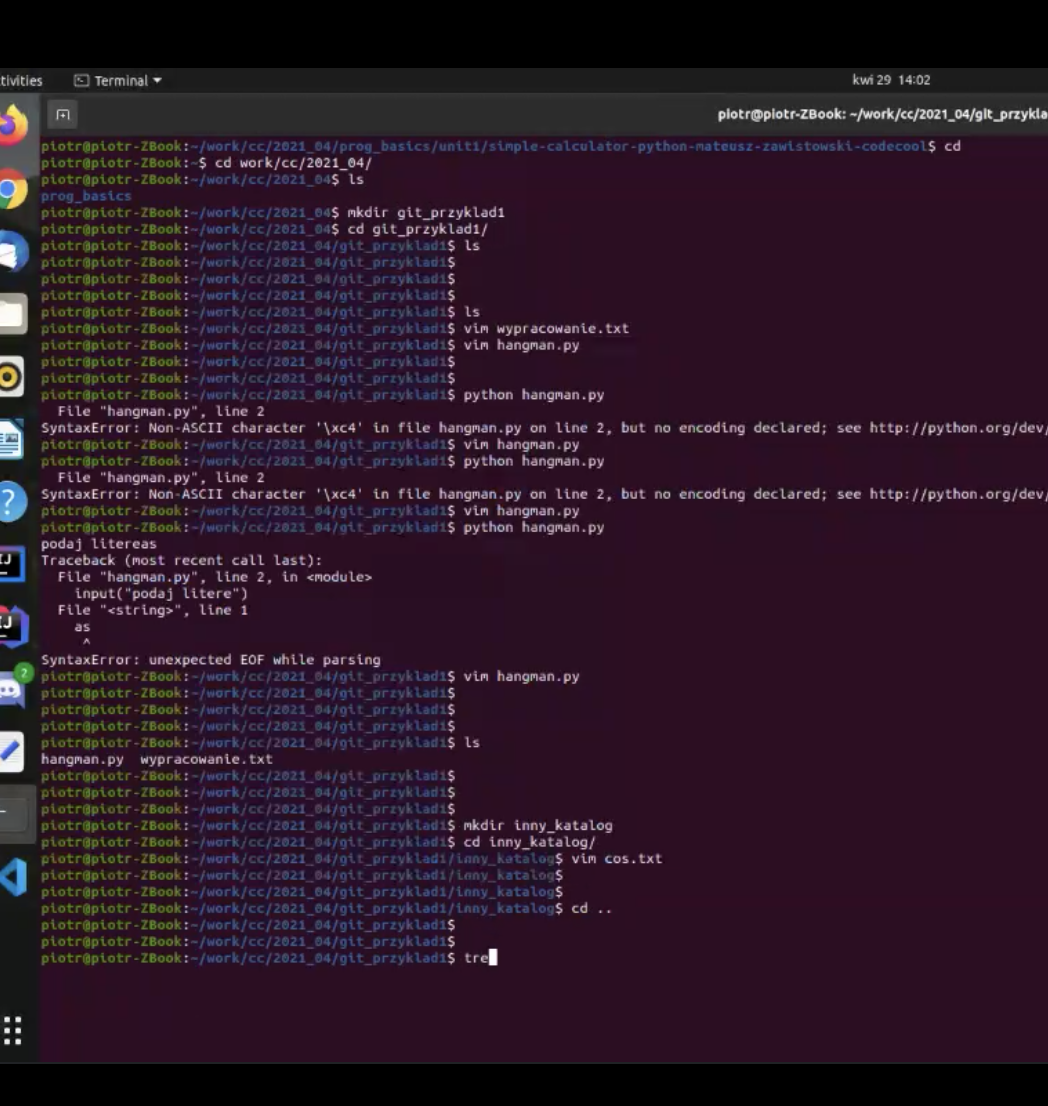 tivities
Terminal
kwi 29 14:02
piotr@piotr-ZBook: ~/work/cc/2021_04/git_przykla
piotr@piotr-ZBook:~/work/cc/2021_04/prog_basics/unit1/simple-calculator-python-mateusz-zawistowski-codecool$ cd
piotr@piotr-ZBook:~$ cd work/cc/2021_04/
piotr@piotr-ZBook:~/work/cc/2021_04$ ls
prog_basics
piotr@piotr-ZBook:~/work/cc/2021_04$ mkdir git_przyklad1
piotr@piotr-ZBook:~/work/cc/2021_04$ cd git_przyklad1/
piotr@piotr-ZBook:~/work/cc/2021_04/git_przyklad1$ ls
piotr@piotr-ZBook:~/work/cc/2021_04/git_przyklad1$
piotr@piotr-ZBook:~/work/cc/2021_04/git_przyklad1$
piotr@piotr-ZBook:~/work/cc/2021_04/git_przyklad1$
piotr@piotr-ZBook:~/work/cc/2021_04/git_przyklad1$ ls
piotr@piotr-ZBook:~/work/cc/2021_04/git_przyklad1$ vim wypracowanie.txt
piotr@piotr-ZBook:~/work/cc/2021_04/git_przyklad1$ vim hangman.py
piotr@piotr-ZBook:~/work/cc/2021_04/git_przyklad1$
piotr@piotr-ZBook:~/work/cc/2021_04/git_przyklad1$
piotr@piotr-ZBook:~/work/cc/2021_04/git_przyklad1$ python hangman.py
  File "hangman.py", line 2
SyntaxError: Non-ASCII character '\xc4' in file hangman.py on line 2, but no encoding declared; see http://python.org/dev/
piotr@piotr-ZBook:~/work/cc/2021_04/git_przyklad1$ vim hangman.py
piotr@piotr-ZBook:~/work/cc/2021_04/git_przyklad1$ python hangman.py
  File "hangman.py", line 2
SyntaxError: Non-ASCII character '\xc4' in file hangman.py on line 2, but no encoding declared; see http://python.org/dev/
piotr@piotr-ZBook:~/work/cc/2021_04/git_przyklad1$ vim hangman.py
piotr@piotr-ZBook:~/work/cc/2021_04/git_przyklad1$ python hangman.py
podaj litereas
Traceback (most recent call last):
  File "hangman.py", line 2, in <module>
    input("podaj litere")
  File "<string>", line 1
    as
     ^
SyntaxError: unexpected EOF while parsing
piotr@piotr-ZBook:~/work/cc/2021_04/git_przyklad1$ vim hangman.py
piotr@piotr-ZBook:~/work/cc/2021_04/git_przyklad1$
piotr@piotr-ZBook:~/work/cc/2021_04/git_przyklad1$
piotr@piotr-ZBook:~/work/cc/2021_04/git_przyklad1$
piotr@piotr-ZBook:~/work/cc/2021_04/git_przyklad1$ ls
hangman.py  wypracowanie.txt
piotr@piotr-ZBook:~/work/cc/2021_04/git_przyklad1$
piotr@piotr-ZBook:~/work/cc/2021_04/git_przyklad1$
piotr@piotr-ZBook:~/work/cc/2021_04/git_przyklad1$
piotr@piotr-ZBook:~/work/cc/2021_04/git_przyklad1$ mkdir inny_katalog
piotr@piotr-ZBook:~/work/cc/2021_04/git_przyklad1$ cd inny_katalog/
piotr@piotr-ZBook:~/work/cc/2021_04/git_przyklad1/inny_katalog$ vim cos.txt
piotr@piotr-ZBook:~/work/cc/2021_04/git_przyklad1/inny_katalog$
piotr@piotr-ZBook:~/work/cc/2021_04/git_przyklad1/inny_katalog$
piotr@piotr-ZBook:~/work/cc/2021_04/git_przyklad1/inny_katalog$ cd ..
piotr@piotr-ZBook:~/work/cc/2021_04/git_przyklad1$
piotr@piotr-ZBook:~/work/cc/2021_04/git_przyklad1$
piotr@piotr-ZBook:~/work/cc/2021_04/git_przyklad1$ tre